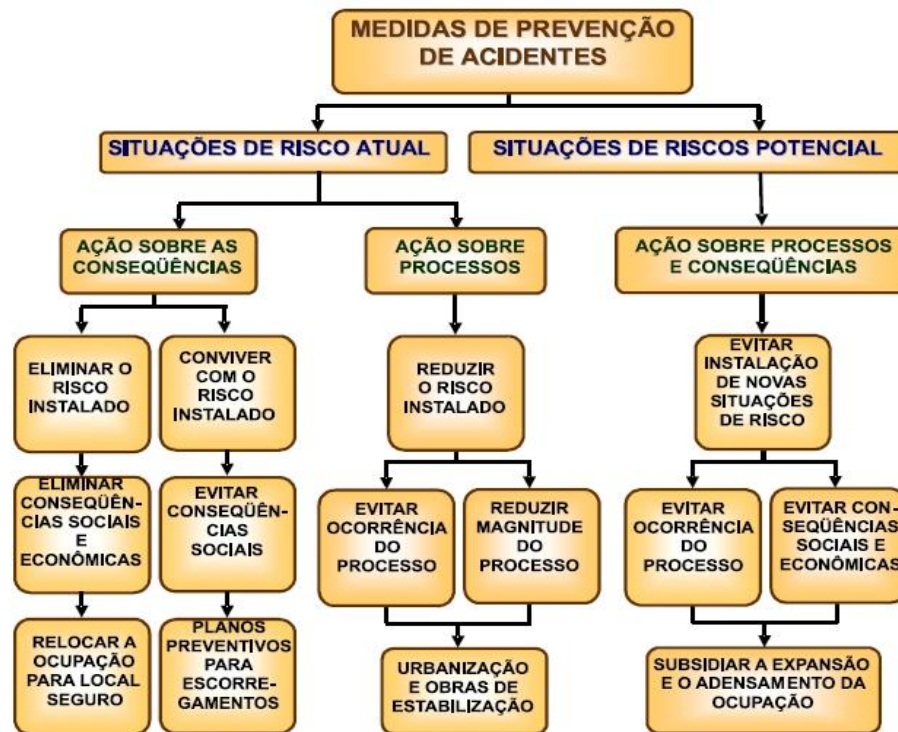 MEDIDAS DE PREVENÇÃO
DE ACIDENTES
SITUAÇÕES DE RISCO ATUAL
SITUAÇÕES DE RISCOS POTENCIAL
AÇÃO SOBRE AS
CONSEQÜÊNCIAS
AÇÃO SOBRE
PROCESSOS
AÇÃO SOBRE PROCESSOS
E CONSEQÜÊNCIAS
ELIMINAR O
RISCO
INSTALADO
CONVIVER
COM O
RISCO
INSTALADO
REDUZIR
O RISCO
INSTALADO
EVITAR
INSTALAÇÃO
DE NOVAS
SITUAÇÕES
DE RISCO
ELIMINAR
CONSEQÜÊN-
CIAS SOCIAIS
E
ECONÔMICAS
EVITAR
CONSEQÜÊN-
CIAS
SOCIAIS
EVITAR
OCORRÊNCIA
DO
PROCESSO
REDUZIR
MAGNITUDE
DO
PROCESSO
EVITAR
OCORRÊNCIA
DO
PROCESSO
EVITAR CON-
SEQÜÊNCIAS
SOCIAIS E
ECONÔMICAS
RELOCAR A
OCUPAÇÃO
PARA LOCAL
SEGURO
PLANOS
PREVENTIVOS
PARA
ESCORREGA-
MENTOS
URBANIZAÇÃO
E OBRAS DE
ESTABILIZAÇÃO
SUBSIDIAR A EXPANSÃO
E O ADENSAMENTO DA
OCUPAÇÃO